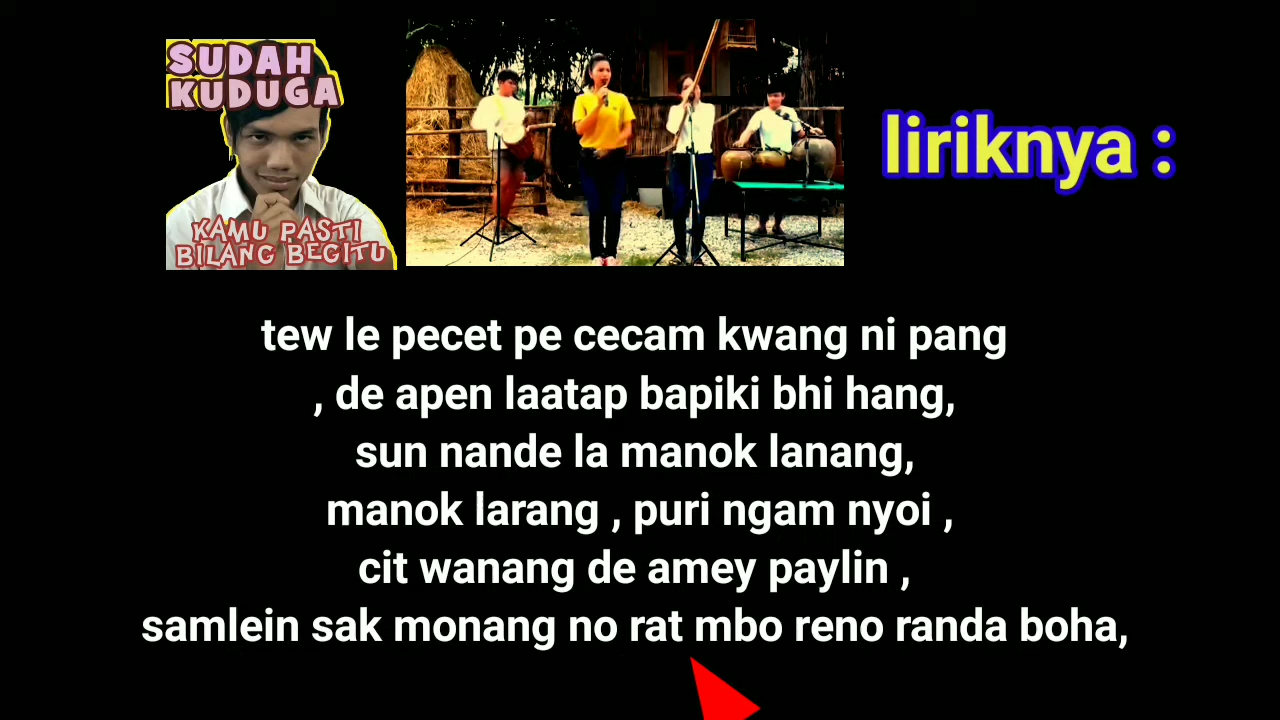 SUDAH
KUDUGA
KAMU PASTI
BILANG BEGITU
liriknya :
tew le pecet pe cecam kwang ni pang
, de apen laatap bapiki bhi hang,
sun nande la manok lanang,
manok larang , puri ngam nyoi ,
cit wanang de amey paylin ,
samlein sak monang no rat mbo reno randa boha,